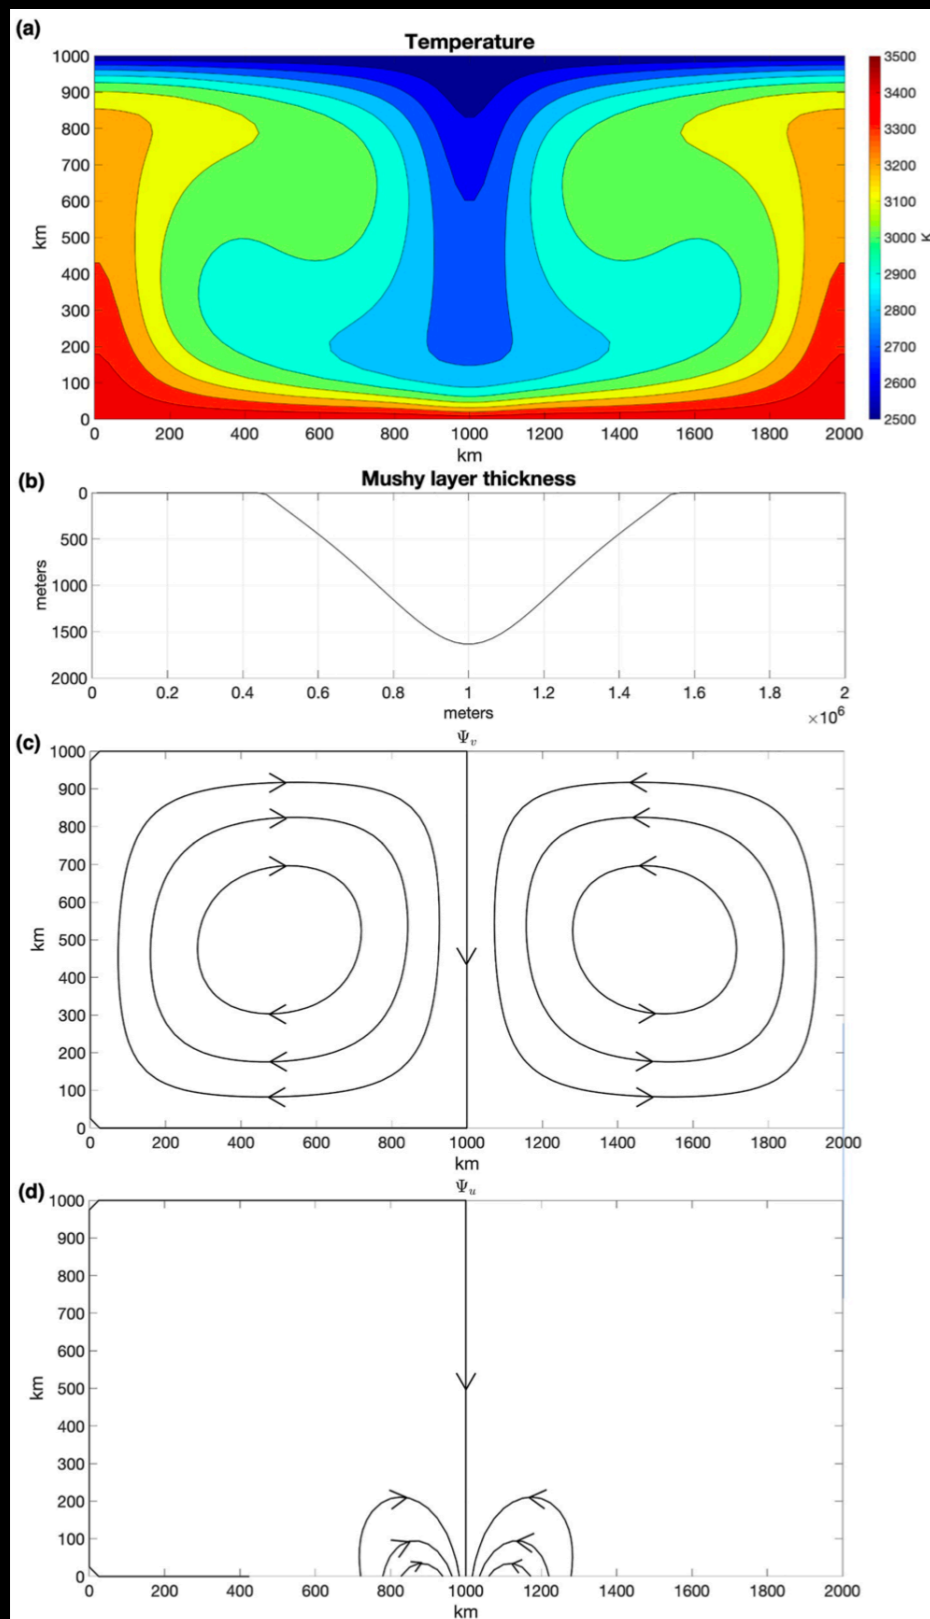 (a)
Temperature
1000
900
800
700
600
500
400
300
200
100
0
km
0 200 400 600 800 1000 1200 1400 1600 1800 2000
km
3500
3400
3300
3200
3100
3000
2900
2800
2700
2600
2500
K
(b)
Mushy layer thickness
0
500
1000
1500
2000
meters
0 0.2 0.4 0.6 0.8 1 1.2 1.4 1.6 1.8 2
meters
×10⁶
(c)
Ψᵥ
1000
900
800
700
600
500
400
300
200
100
0
km
0 200 400 600 800 1000 1200 1400 1600 1800 2000
km
(d)
Ψᵤ
1000
900
800
700
600
500
400
300
200
100
0
km
0 200 400 600 800 1000 1200 1400 1600 1800 2000
km